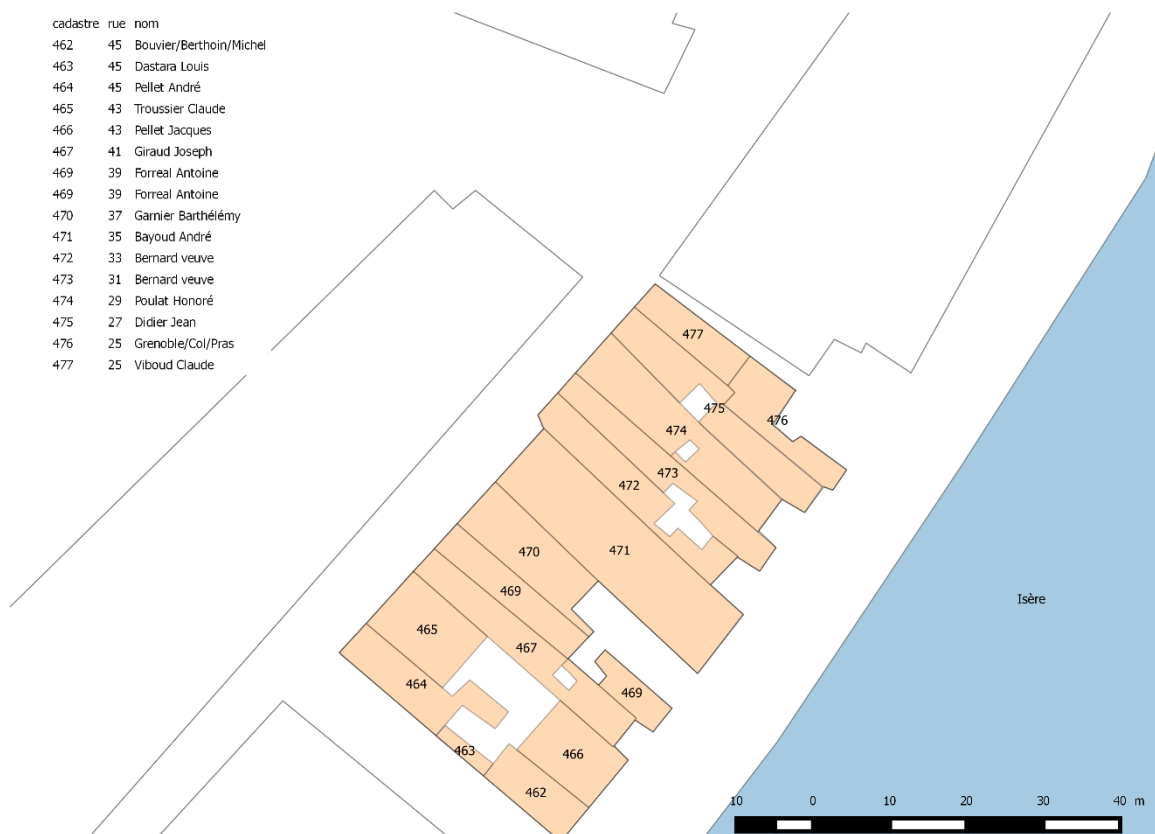 cadastre rue nom
462 45 Bouvier/Berthoin/Michel
463 45 Dastara Louis
464 45 Pellet André
465 43 Troussier Claude
466 43 Pellet Jacques
467 41 Giraud Joseph
469 39 Forreal Antoine
469 39 Forreal Antoine
470 37 Garnier Barthélémy
471 35 Bayoud André
472 33 Bernard veuve
473 31 Bernard veuve
474 29 Poulat Honoré
475 27 Didier Jean
476 25 Grenoble/Col/Pras
477 25 Viboud Claude
477
475
476
474
473
472
471
470
469
465
467
464
469
463
466
462
Isère
10 0 10 20 30 40 m